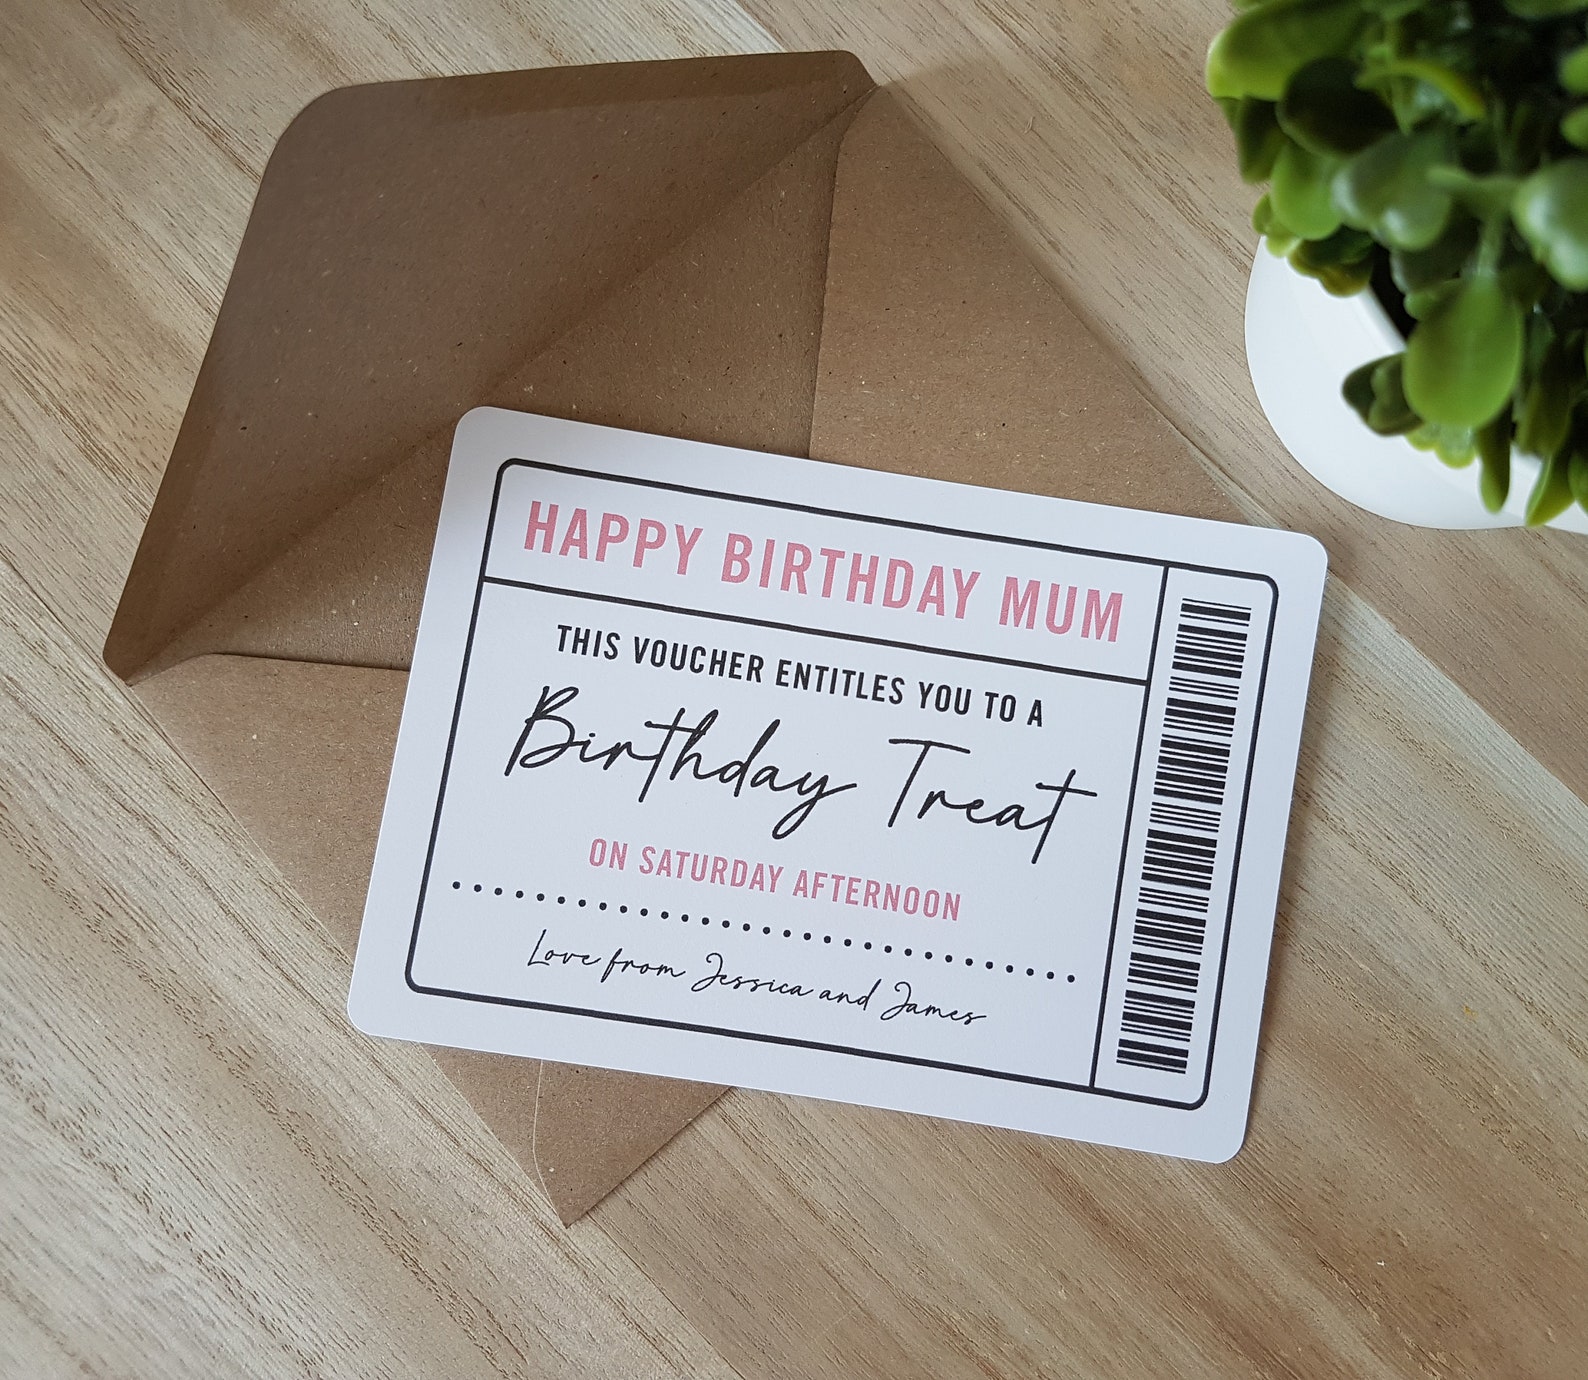 HAPPY BIRTHDAY MUM
THIS VOUCHER ENTITLES YOU TO A
Birthday Treat
ON SATURDAY AFTERNOON
Love from Jessica and James